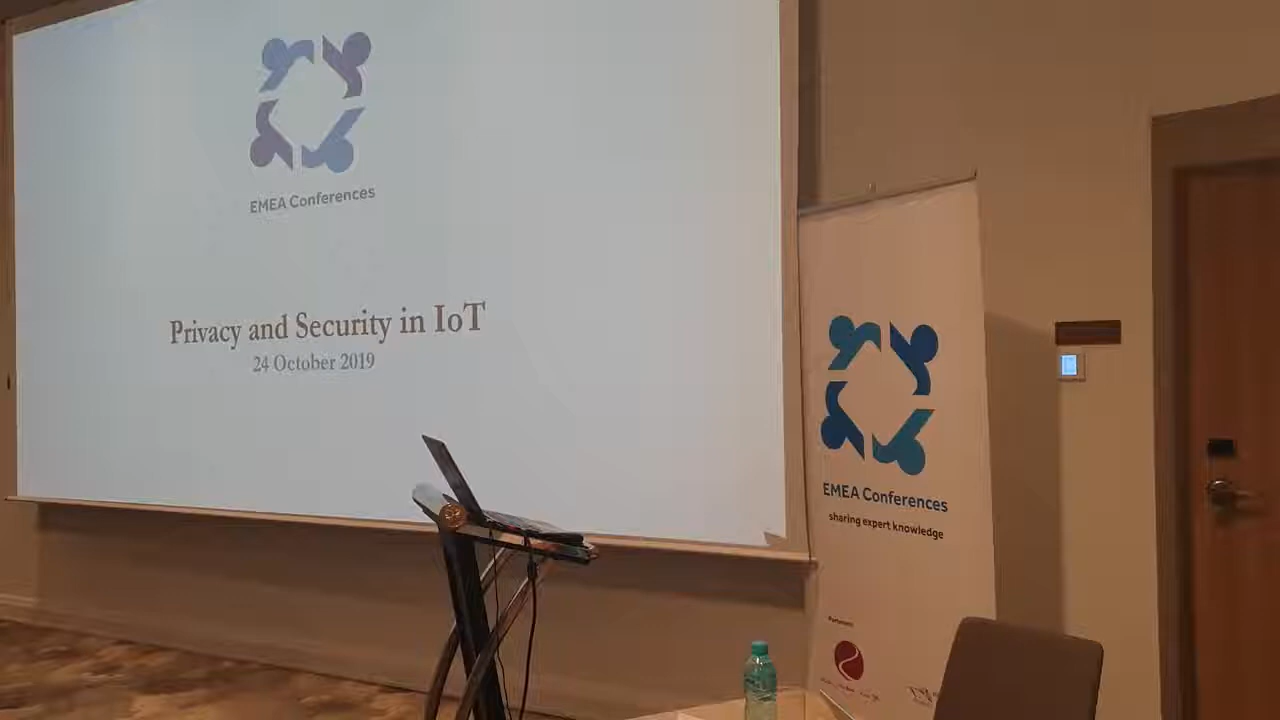 EMEA Conferences
Privacy and Security in IoT
24 October 2019
EMEA Conferences
sharing expert knowledge